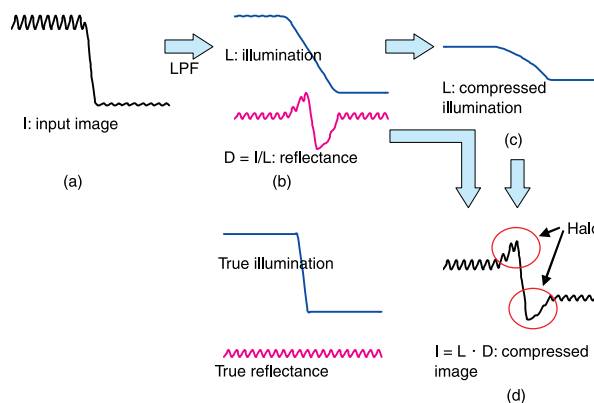 LPF
I: input image
(a)
L: illumination
D = I/L: reflectance
(b)
L: compressed
illumination
(c)
True illumination
True reflectance
Halo
I = L · D: compressed
image
(d)